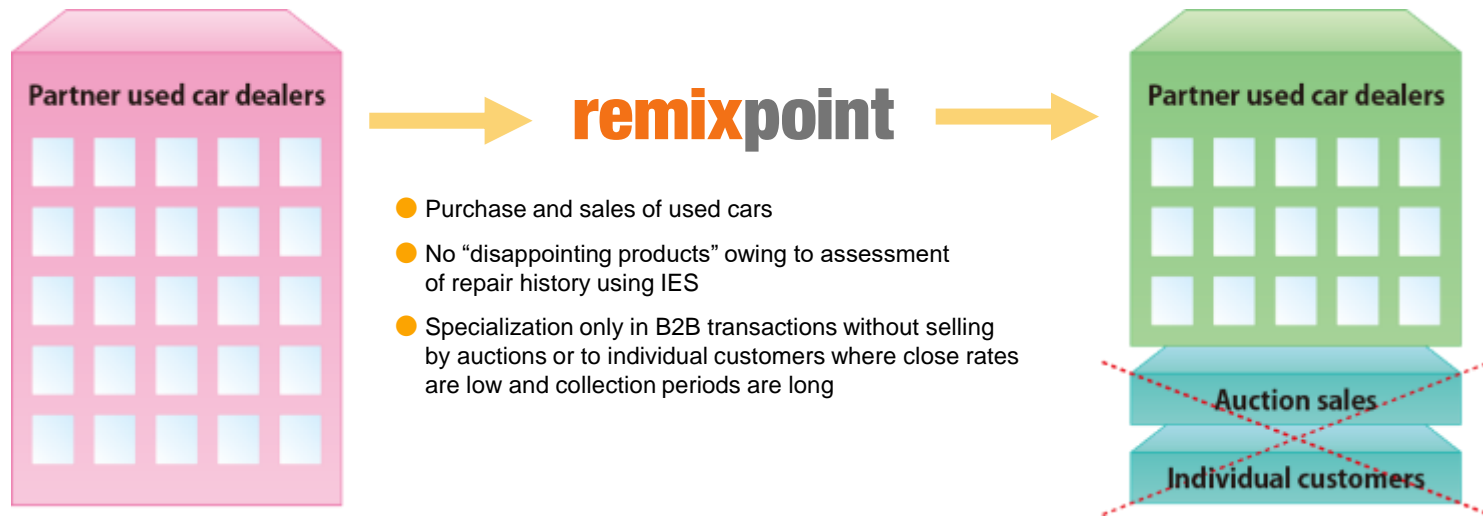 Partner used car dealers
remixpoint
Partner used car dealers
● Purchase and sales of used cars
● No “disappointing products” owing to assessment
of repair history using IES
● Specialization only in B2B transactions without selling
by auctions or to individual customers where close rates
are low and collection periods are long
Auction sales
Individual customers